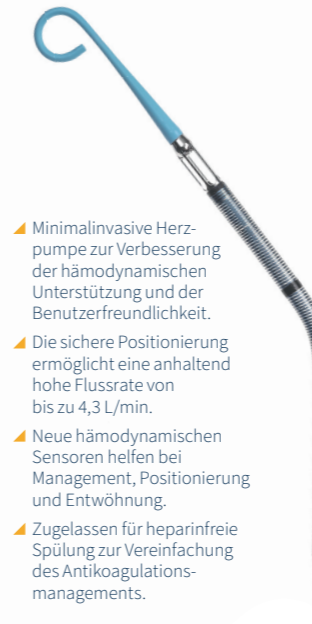 Minimalinvasive Herz-
pumpe zur Verbesserung
der hämodynamischen
Unterstützung und der
Benutzerfreundlichkeit.
Die sichere Positionierung
ermöglicht eine anhaltend
hohe Flussrate von
bis zu 4,3 L/min.
Neue hämodynamischen
Sensoren helfen bei
Management, Positionierung
und Entwöhnung.
Zugelassen für heparinfreie
Spülung zur Vereinfachung
des Antikoagulations-
managements.